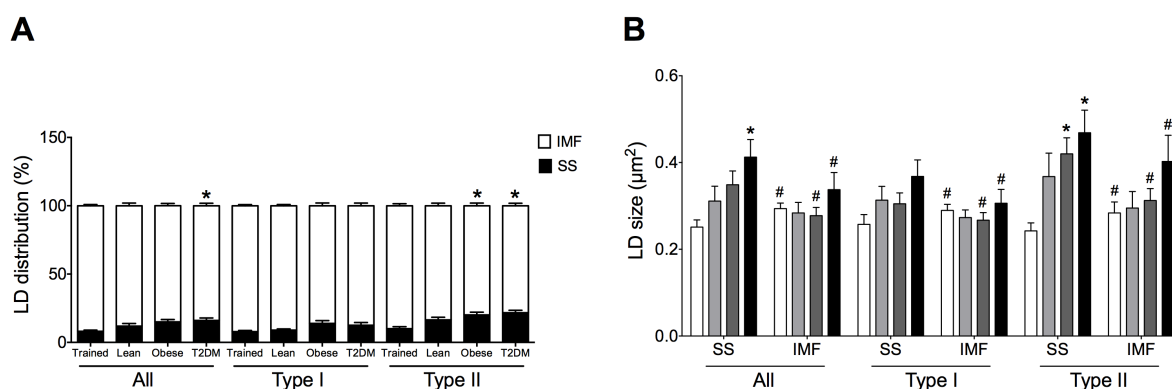 A
LD distribution (%)
150
100
50
0
IMF
SS
* * *
Trained Lean Obese T2DM Trained Lean Obese T2DM Trained Lean Obese T2DM
All Type I Type II
B
LD size (µm²)
0.6
0.4
0.2
0.0
* # # # # # # * * # # #
SS IMF SS IMF SS IMF
All Type I Type II